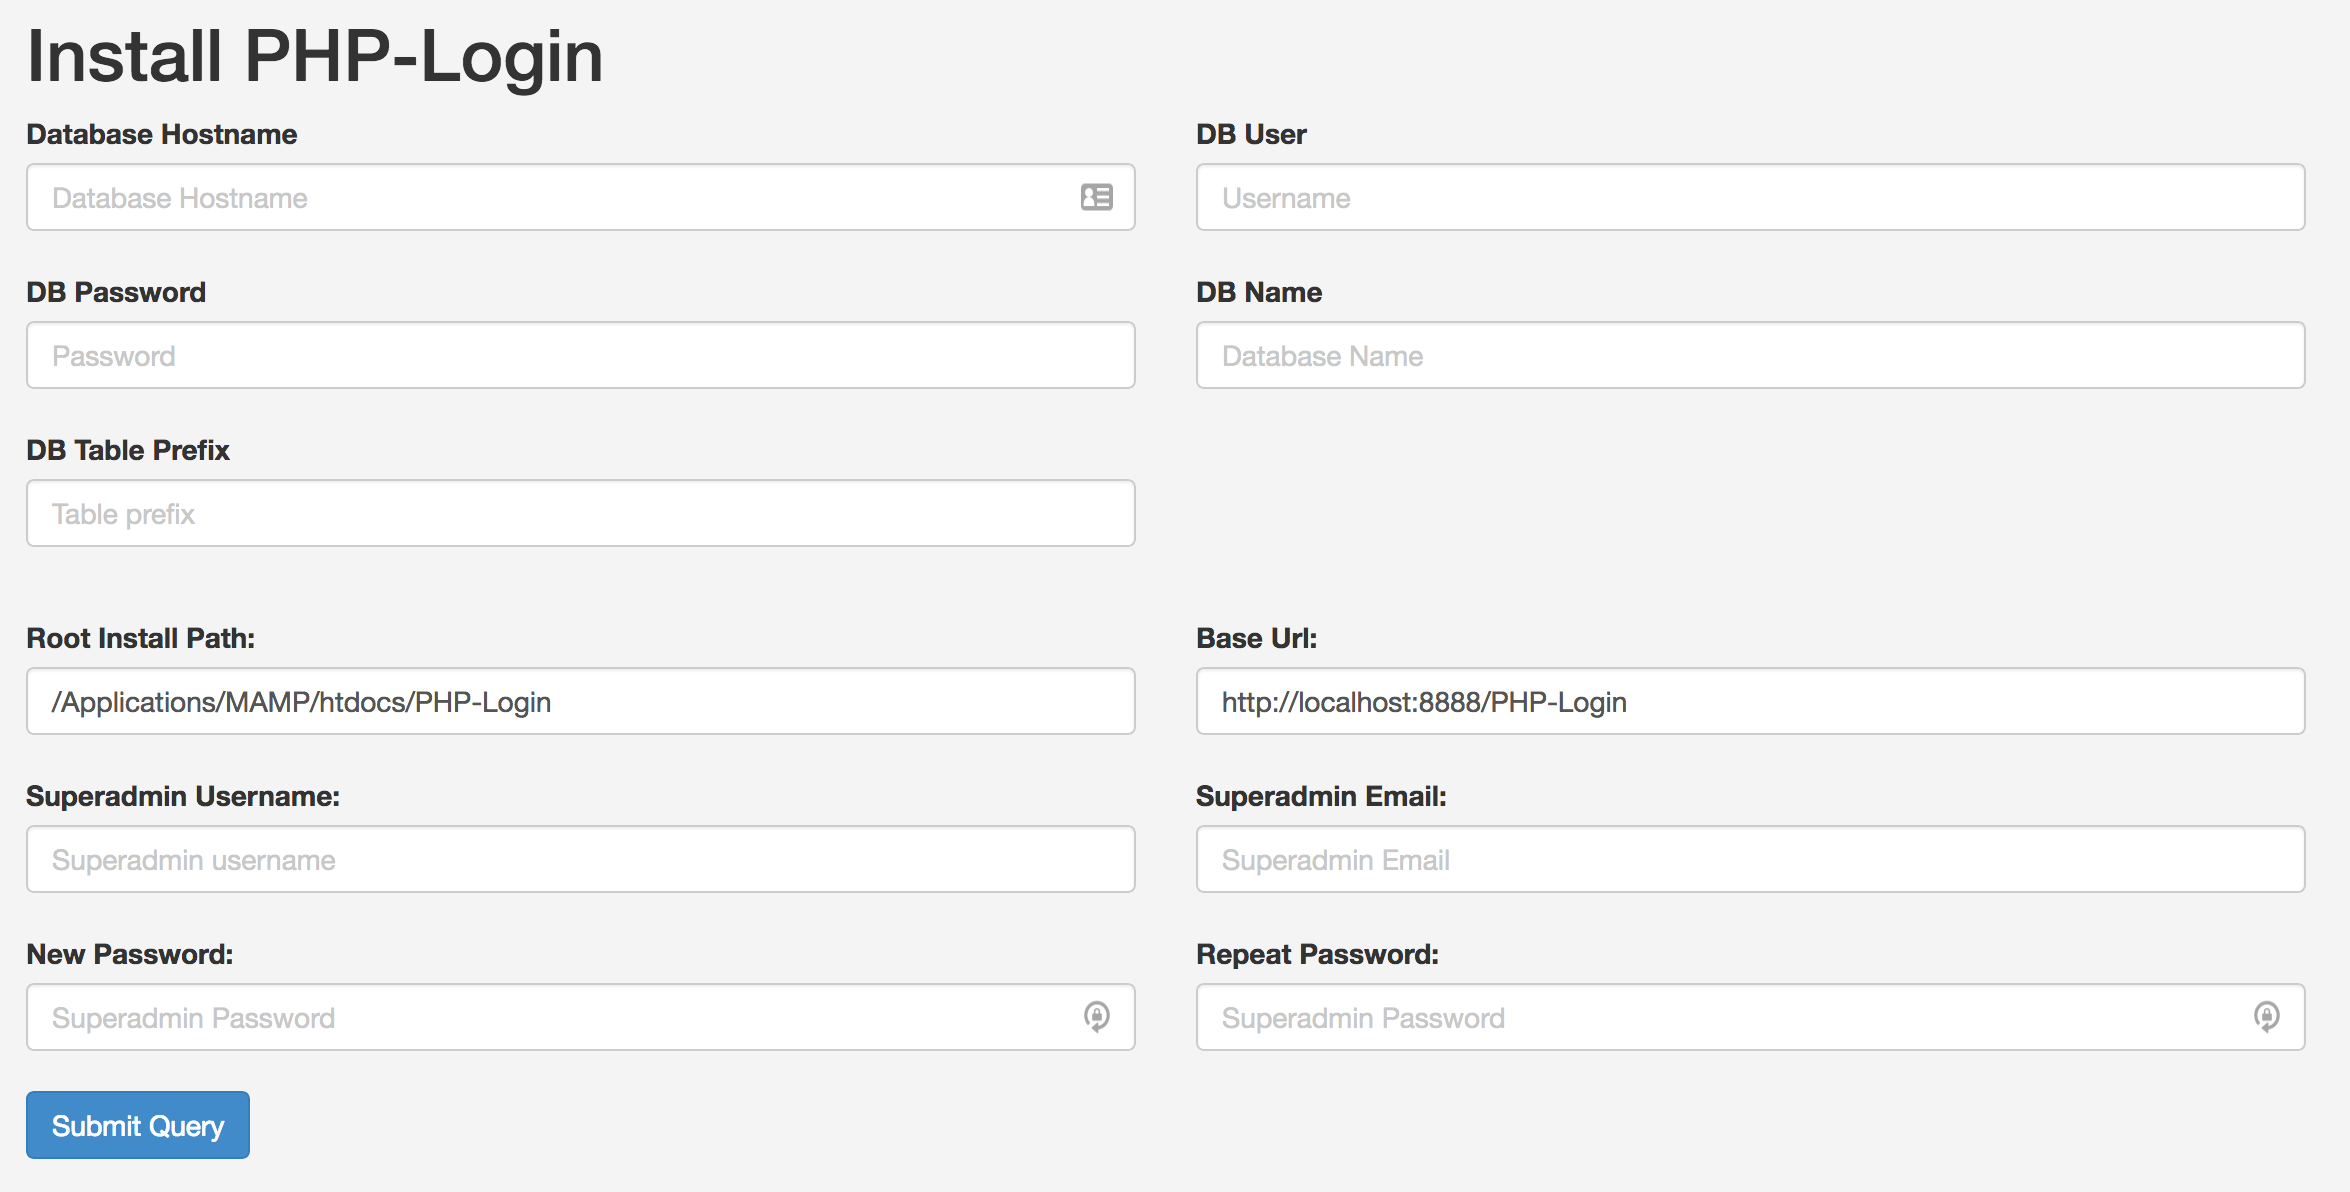 Install PHP-Login
Database Hostname
DB User
Database Hostname
Username
DB Password
DB Name
Password
Database Name
DB Table Prefix
Table prefix
Root Install Path:
Base Url:
/Applications/MAMP/htdocs/PHP-Login
http://localhost:8888/PHP-Login
Superadmin Username:
Superadmin Email:
Superadmin username
Superadmin Email
New Password:
Repeat Password:
Superadmin Password
Superadmin Password
Submit Query